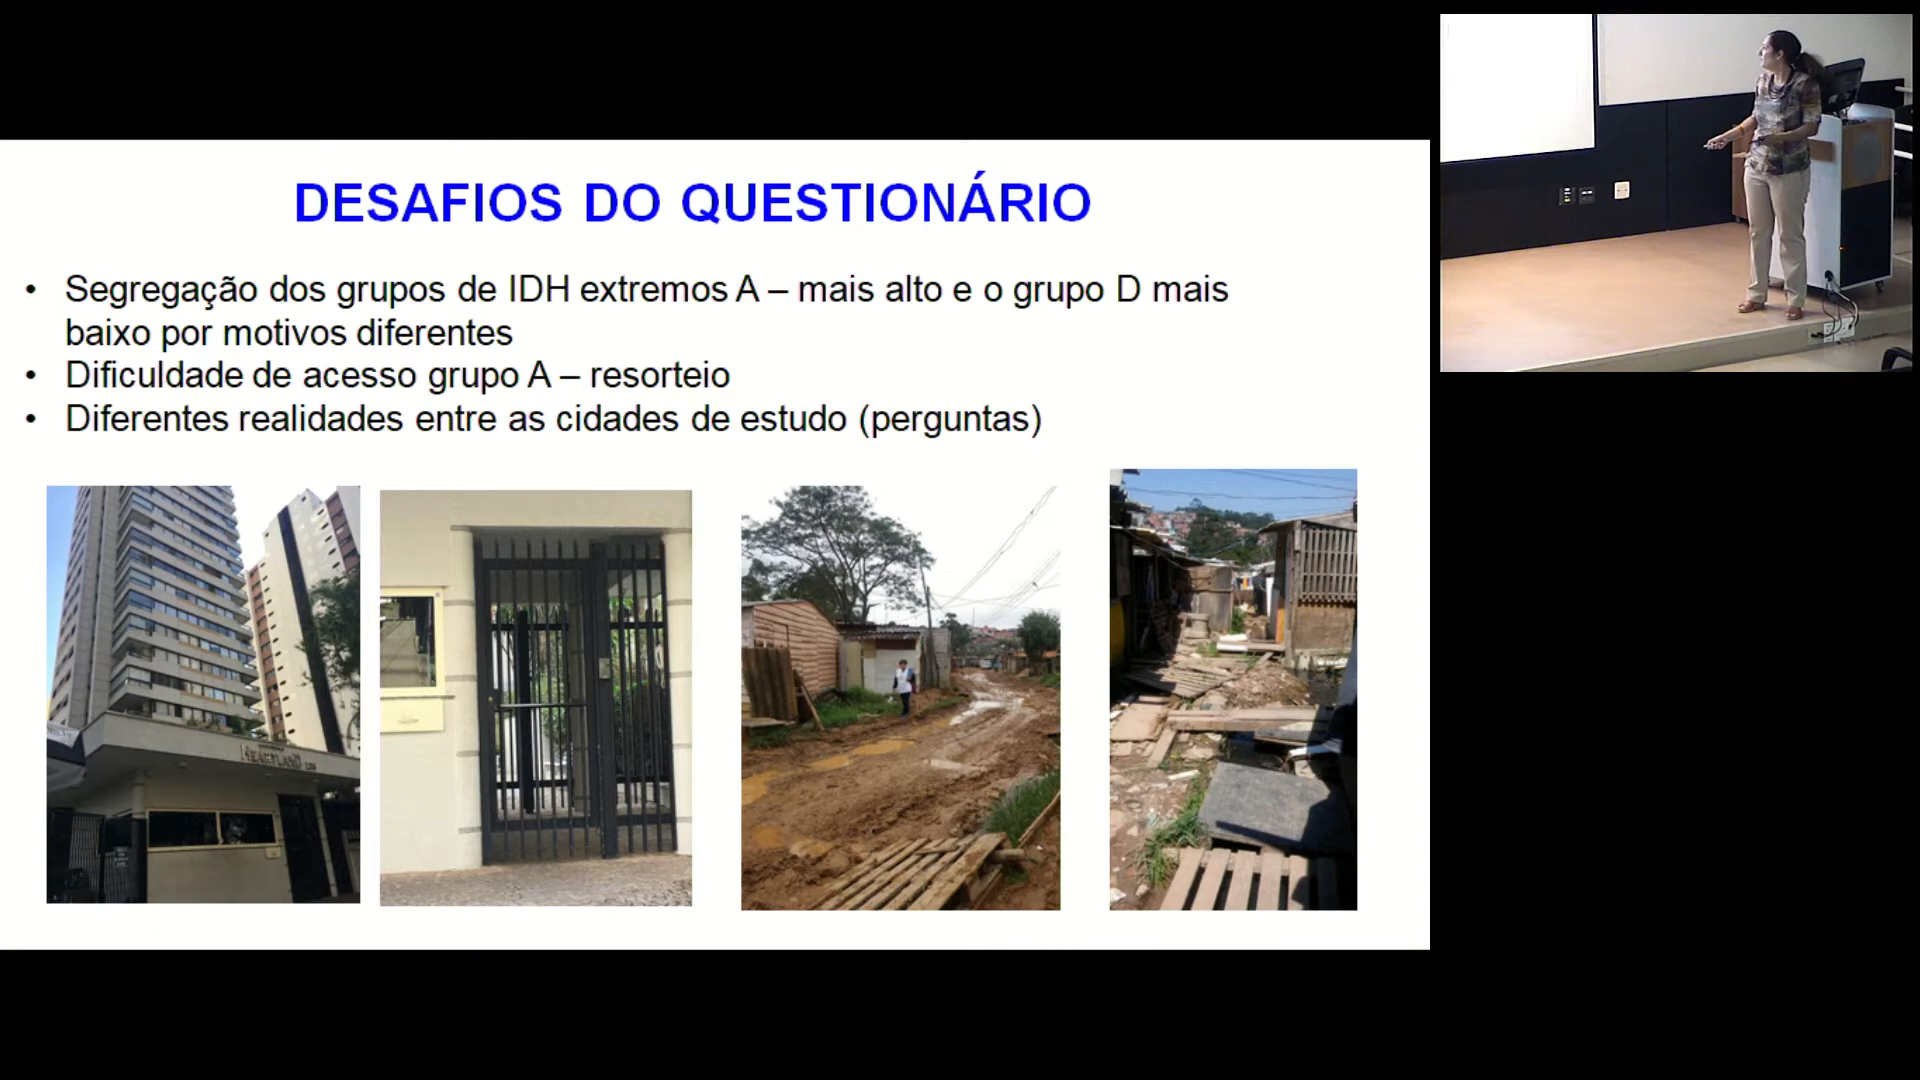 DESAFIOS DO QUESTIONÁRIO
• Segregação dos grupos de IDH extremos A – mais alto e o grupo D mais
baixo por motivos diferentes
• Dificuldade de acesso grupo A – resorteio
• Diferentes realidades entre as cidades de estudo (perguntas)